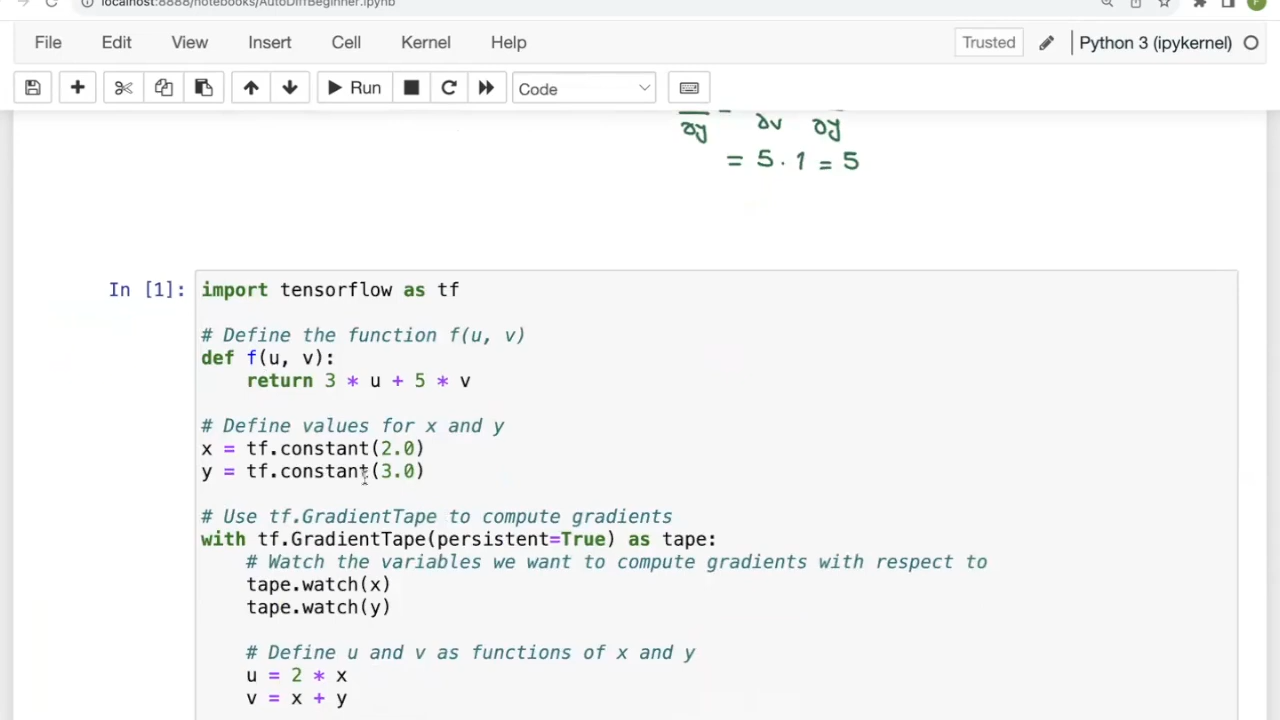 localhost:8888/notebooks/AutoDiffBeginner.ipynb
File Edit View Insert Cell Kernel Help Trusted Python 3 (ipykernel)
Run Code
∂y ∂v ∂y
= 5 · 1 = 5
In [1]: import tensorflow as tf
# Define the function f(u, v)
def f(u, v):
    return 3 * u + 5 * v
# Define values for x and y
x = tf.constant(2.0)
y = tf.constant(3.0)
# Use tf.GradientTape to compute gradients
with tf.GradientTape(persistent=True) as tape:
    # Watch the variables we want to compute gradients with respect to
    tape.watch(x)
    tape.watch(y)
    # Define u and v as functions of x and y
    u = 2 * x
    v = x + y